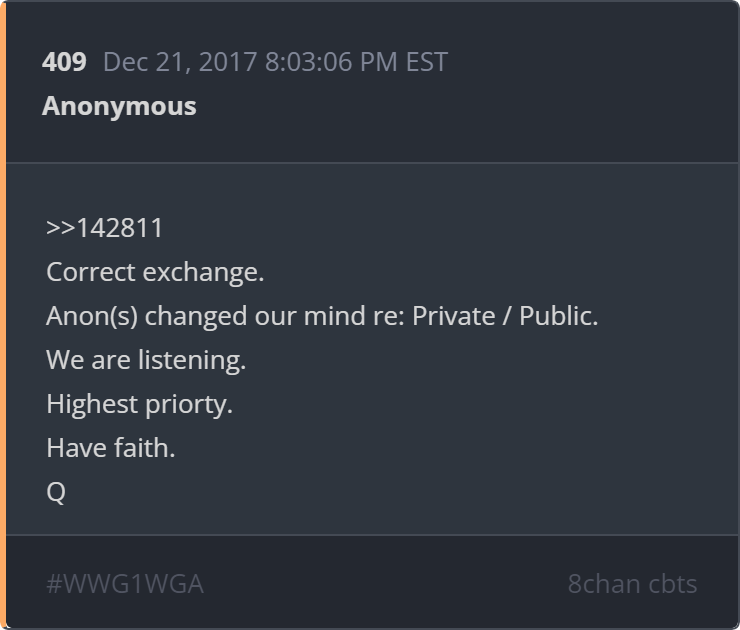 409 Dec 21, 2017 8:03:06 PM EST
Anonymous
>>142811
Correct exchange.
Anon(s) changed our mind re: Private / Public.
We are listening.
Highest priorty.
Have faith.
Q
#WWG1WGA 8chan cbts